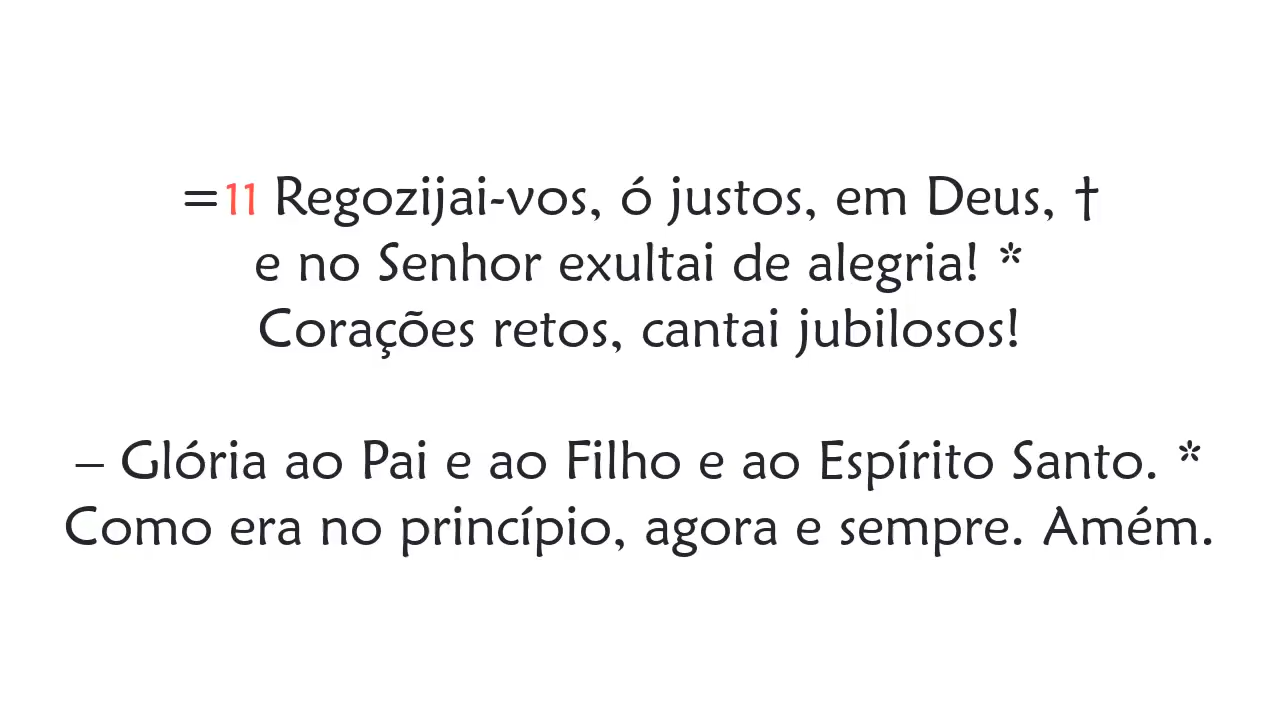 =11 Regozijai-vos, ó justos, em Deus, †
e no Senhor exultai de alegria! *
Corações retos, cantai jubilosos!
– Glória ao Pai e ao Filho e ao Espírito Santo. *
Como era no princípio, agora e sempre. Amém.